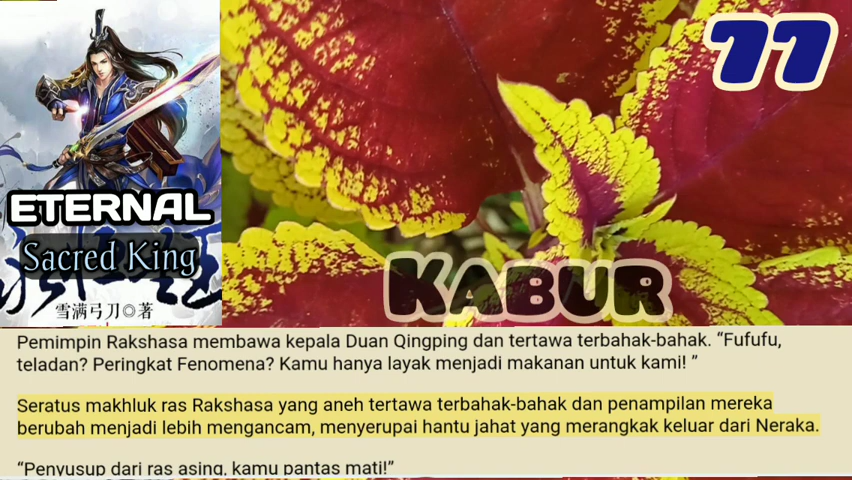 77
ETERNAL
Sacred King
雪满弓刀◎著
KABUR
Pemimpin Rakshasa membawa kepala Duan Qingping dan tertawa terbahak-bahak. “Fufufu,
teladan? Peringkat Fenomena? Kamu hanya layak menjadi makanan untuk kami! ”
Seratus makhluk ras Rakshasa yang aneh tertawa terbahak-bahak dan penampilan mereka
berubah menjadi lebih mengancam, menyerupai hantu jahat yang merangkak keluar dari Neraka.
“Penyusup dari ras asing, kamu pantas mati!”